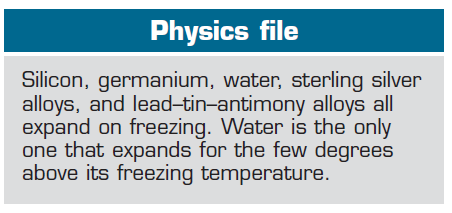 Physics file
Silicon, germanium, water, sterling silver
alloys, and lead–tin–antimony alloys all
expand on freezing. Water is the only
one that expands for the few degrees
above its freezing temperature.